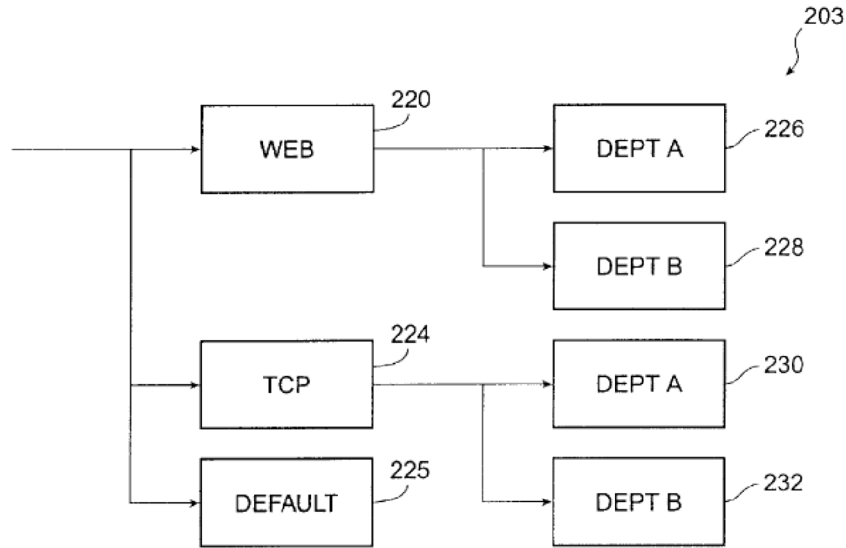 203
220
WEB
DEPT A
226
DEPT B
228
224
TCP
DEPT A
230
225
DEFAULT
DEPT B
232